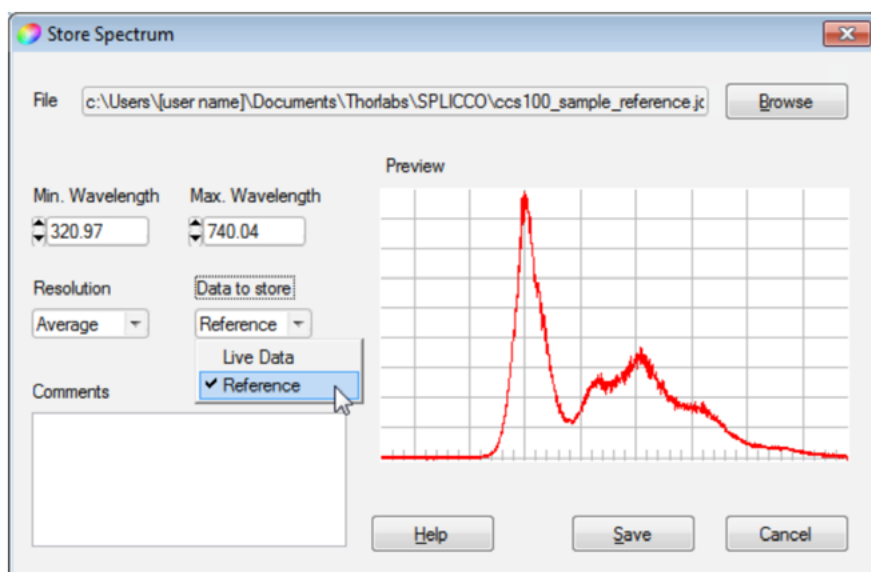 Store Spectrum
File c:\Users\[user name]\Documents\Thorlabs\SPLICCO\ccs100_sample_reference.jc Browse
Preview
Min. Wavelength Max. Wavelength
320.97 740.04
Resolution Data to store
Average Reference
Live Data
Reference
Comments
Help Save Cancel